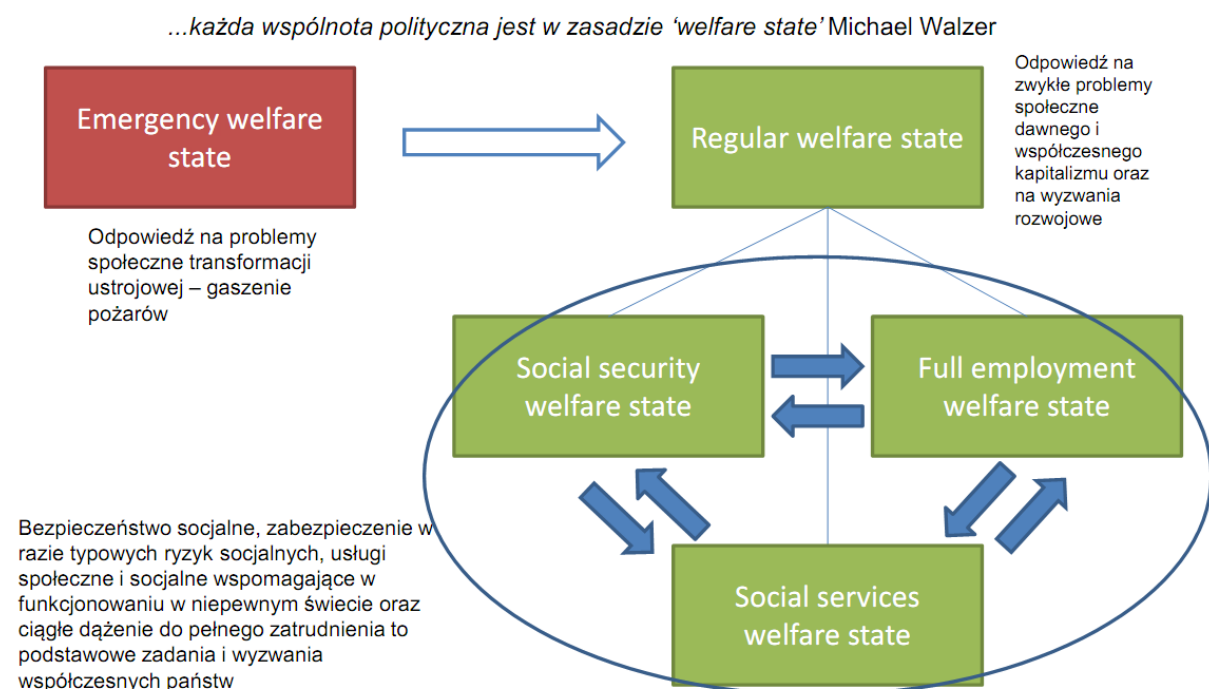 ...każda wspólnota polityczna jest w zasadzie ‘welfare state’ Michael Walzer
Emergency welfare
state
Regular welfare state
Odpowiedź na
zwykłe problemy
społeczne
dawnego i
współczesnego
kapitalizmu oraz
na wyzwania
rozwojowe
Odpowiedź na problemy
społeczne transformacji
ustrojowej – gaszenie
pożarów
Social security
welfare state
Full employment
welfare state
Bezpieczeństwo socjalne, zabezpieczenie w
razie typowych ryzyk socjalnych, usługi
społeczne i socjalne wspomagające w
funkcjonowaniu w niepewnym świecie oraz
ciągłe dążenie do pełnego zatrudnienia to
podstawowe zadania i wyzwania
współczesnych państw
Social services
welfare state